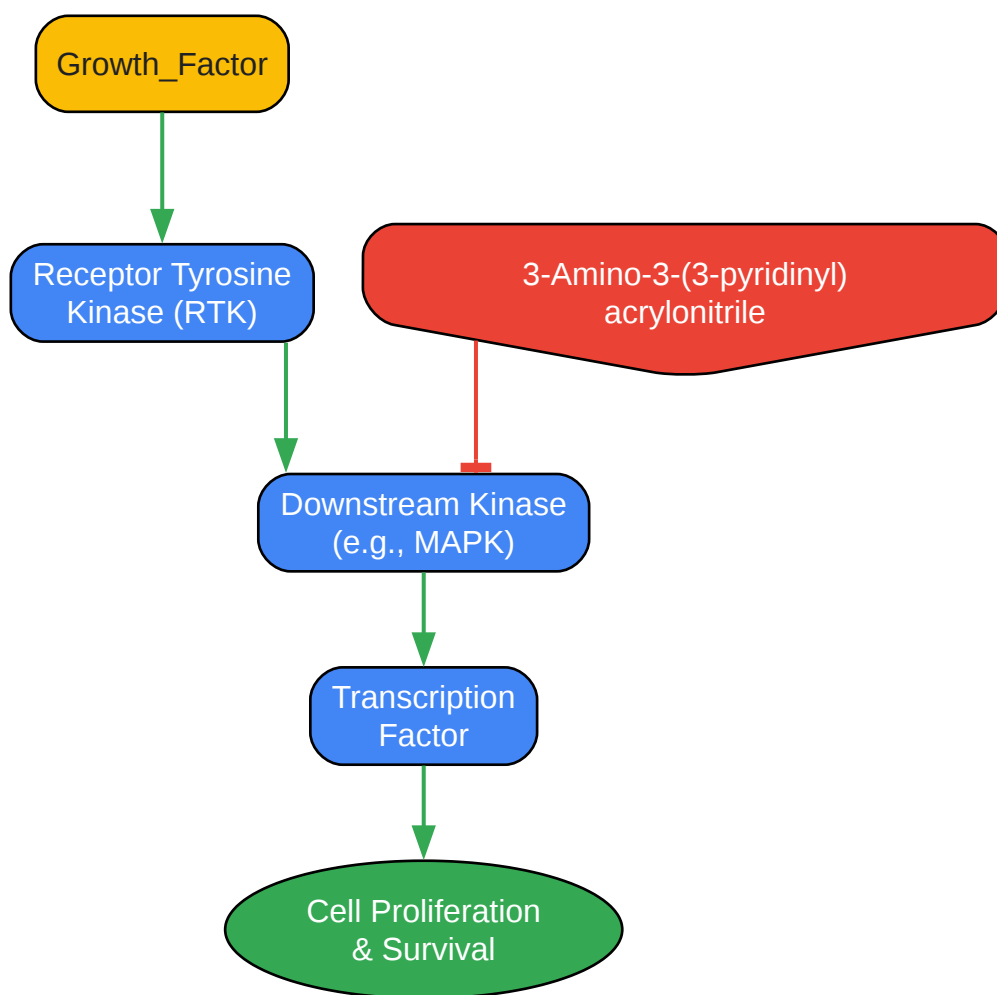 Growth_Factor
Receptor Tyrosine
Kinase (RTK)
3-Amino-3-(3-pyridinyl)
acrylonitrile
Downstream Kinase
(e.g., MAPK)
Transcription
Factor
Cell Proliferation
& Survival